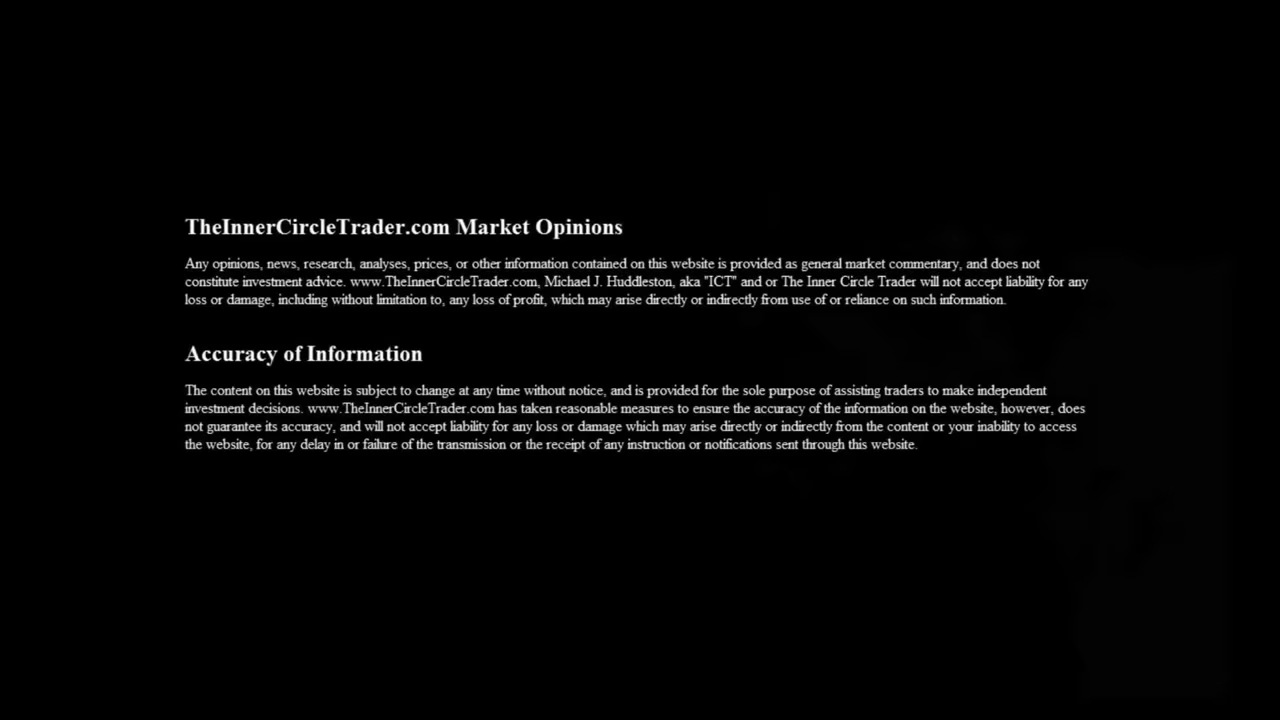 TheInnerCircleTrader.com Market Opinions
Any opinions, news, research, analyses, prices, or other information contained on this website is provided as general market commentary, and does not
constitute investment advice. www.TheInnerCircleTrader.com, Michael J. Huddleston, aka "ICT" and or The Inner Circle Trader will not accept liability for any
loss or damage, including without limitation to, any loss of profit, which may arise directly or indirectly from use of or reliance on such information.
Accuracy of Information
The content on this website is subject to change at any time without notice, and is provided for the sole purpose of assisting traders to make independent
investment decisions. www.TheInnerCircleTrader.com has taken reasonable measures to ensure the accuracy of the information on the website, however, does
not guarantee its accuracy, and will not accept liability for any loss or damage which may arise directly or indirectly from the content or your inability to access
the website, for any delay in or failure of the transmission or the receipt of any instruction or notifications sent through this website.